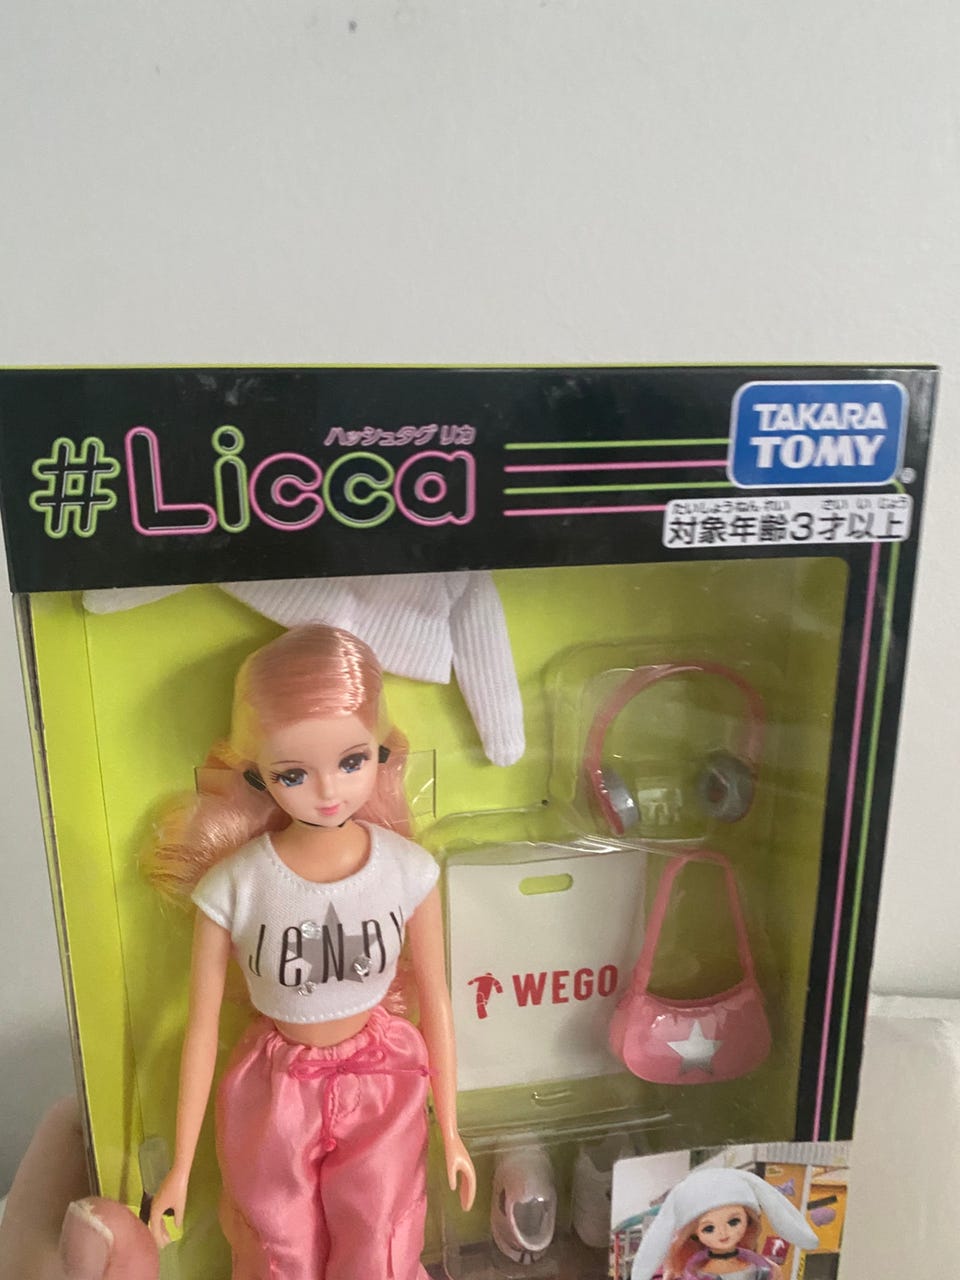 ハッシュタグ リカ
#Licca
TAKARA
TOMY
たいしょうねんれい さい いじょう
対象年齢3才以上
JENNY
WEGO